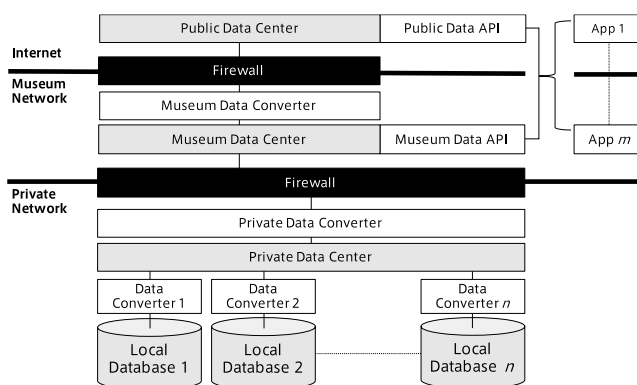 Public Data Center
Public Data API
App 1
Internet
Firewall
Museum
Network
Museum Data Converter
Museum Data Center
Museum Data API
App m
Firewall
Private
Network
Private Data Converter
Private Data Center
Data
Converter 1
Data
Converter 2
Data
Converter n
Local
Database 1
Local
Database 2
Local
Database n